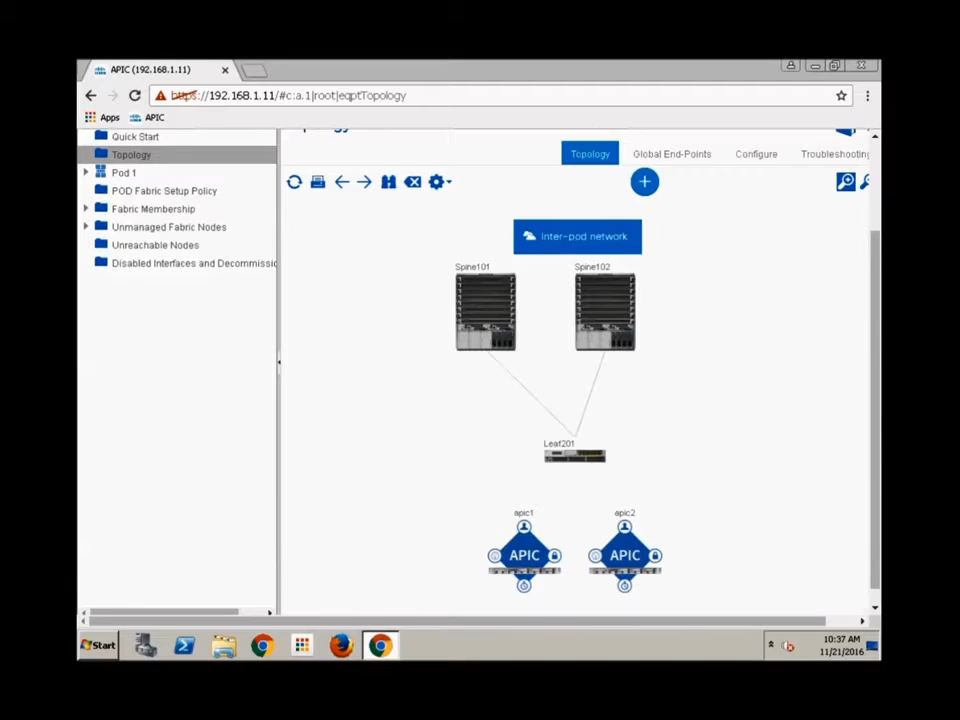 APIC (192.168.1.11)
https://192.168.1.11/#c:a.1|root|eqptTopology
Apps
APIC
Quick Start
Topology
Pod 1
POD Fabric Setup Policy
Fabric Membership
Unmanaged Fabric Nodes
Unreachable Nodes
Disabled Interfaces and Decommissio
Topology
Global End-Points
Configure
Troubleshooting
Inter-pod network
Spine101
Spine102
Leaf201
apic1
apic2
APIC
APIC
Start
10:37 AM
11/21/2016